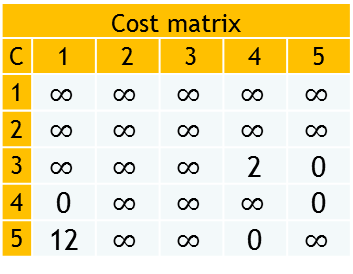 Cost matrix
C 1 2 3 4 5
1 ∞ ∞ ∞ ∞ ∞
2 ∞ ∞ ∞ ∞ ∞
3 ∞ ∞ ∞ 2 0
4 0 ∞ ∞ ∞ 0
5 12 ∞ ∞ 0 ∞